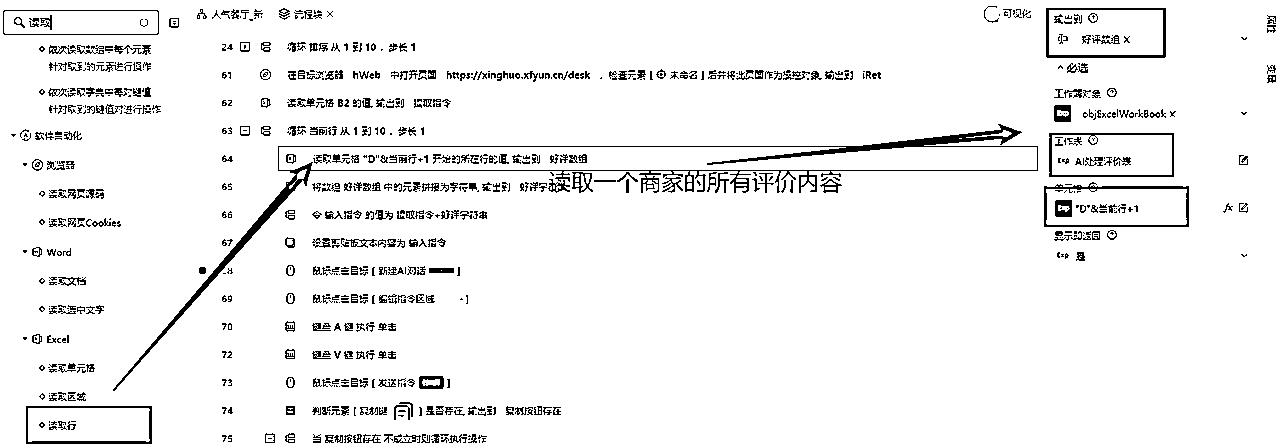 读取
依次读取数组中每个元素
针对取到的元素进行操作
依次读取字典中每对键值
针对取到的键值对进行操作
软件自动化
浏览器
读取网页源码
读取网页Cookies
Word
读取文档
读取选中文字
Excel
读取单元格
读取区域
读取行
人气餐厅_新
流程块 ×
可视化
24 循环 排序 从 1 到 10 ，步长 1
61 在目标浏览器 hWeb 中打开页面 https://xinghuo.xfyun.cn/desk ，检查元素 [ 未命名 ] 后并将此页面作为操控对象, 输出到 iRet
62 读取单元格 B2 的值, 输出到 提取指令
63 循环 当前行 从 1 到 10 ，步长 1
64 读取单元格 "D"&当前行+1 开始的所在行的值, 输出到 好评数组
65 将数组 好评数组 中的元素拼接为字符串, 输出到 好评字
读取一个商家的所有评价内容
66 令 输入指令 的值为 提取指令+好评字符串
67 设置剪贴板文本内容为 输入指令
68 鼠标点击目标 [ 新建AI对话 ]
69 鼠标点击目标 [ 编辑指令区域 ]
70 键盘 A 键 执行 单击
72 键盘 V 键 执行 单击
73 鼠标点击目标 [ 发送指令 ]
74 判断元素 [ 复制键 ] 是否存在, 输出到 复制按钮存在
75 当 复制按钮存在 不成立时则循环执行操作
输出到
好评数组 ×
必选
工作簿对象
Exp objExcelWorkBook ×
工作表
Exp AI处理评价表
单元格
Exp "D"&当前行+1
fx
显示即返回
Exp 是
属性
变量